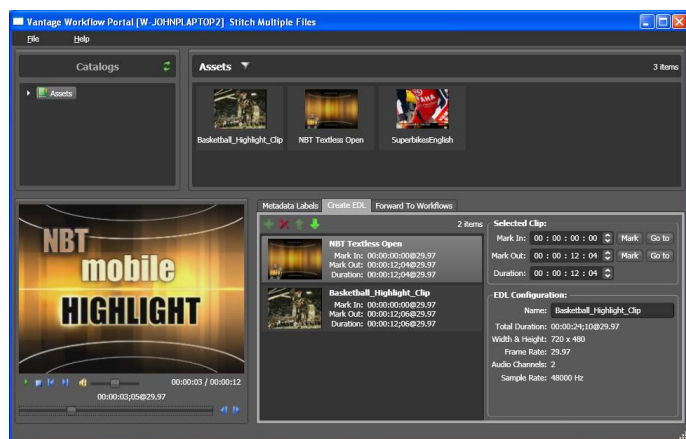 Vantage Workflow Portal [W-JOHNPLAPTOP2] Stitch Multiple Files
File Help
Catalogs
Assets
Assets
3 items
Basketball_Highlight_Clip
NBT Textless Open
SuperbikesEnglish
NBT
mobile
HIGHLIGHT
00:00:03 / 00:00:12
00:00:03;05@29.97
Metadata Labels Create EDL Forward To Workflows
2 items
NBT Textless Open
Mark In: 00:00:00:00@29.97
Mark Out: 00:00:12;04@29.97
Duration: 00:00:12;04@29.97
Basketball_Highlight_Clip
Mark In: 00:00:00:00@29.97
Mark Out: 00:00:12;06@29.97
Duration: 00:00:12;06@29.97
Selected Clip:
Mark In: 00 : 00 : 00 : 00 Mark Go to
Mark Out: 00 : 00 : 12 : 04 Mark Go to
Duration: 00 : 00 : 12 : 04
EDL Configuration:
Name: Basketball_Highlight_Clip
Total Duration: 00:00:24;10@29.97
Width & Height: 720 x 480
Frame Rate: 29.97
Audio Channels: 2
Sample Rate: 48000 Hz